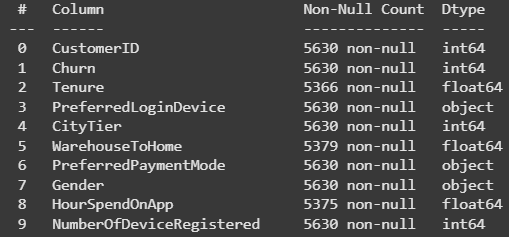 #   Column                     Non-Null Count  Dtype
---  ------                     --------------  -----
0   CustomerID                 5630 non-null   int64
1   Churn                      5630 non-null   int64
2   Tenure                     5366 non-null   float64
3   PreferredLoginDevice       5630 non-null   object
4   CityTier                   5630 non-null   int64
5   WarehouseToHome            5379 non-null   float64
6   PreferredPaymentMode       5630 non-null   object
7   Gender                     5630 non-null   object
8   HourSpendOnApp             5375 non-null   float64
9   NumberOfDeviceRegistered   5630 non-null   int64